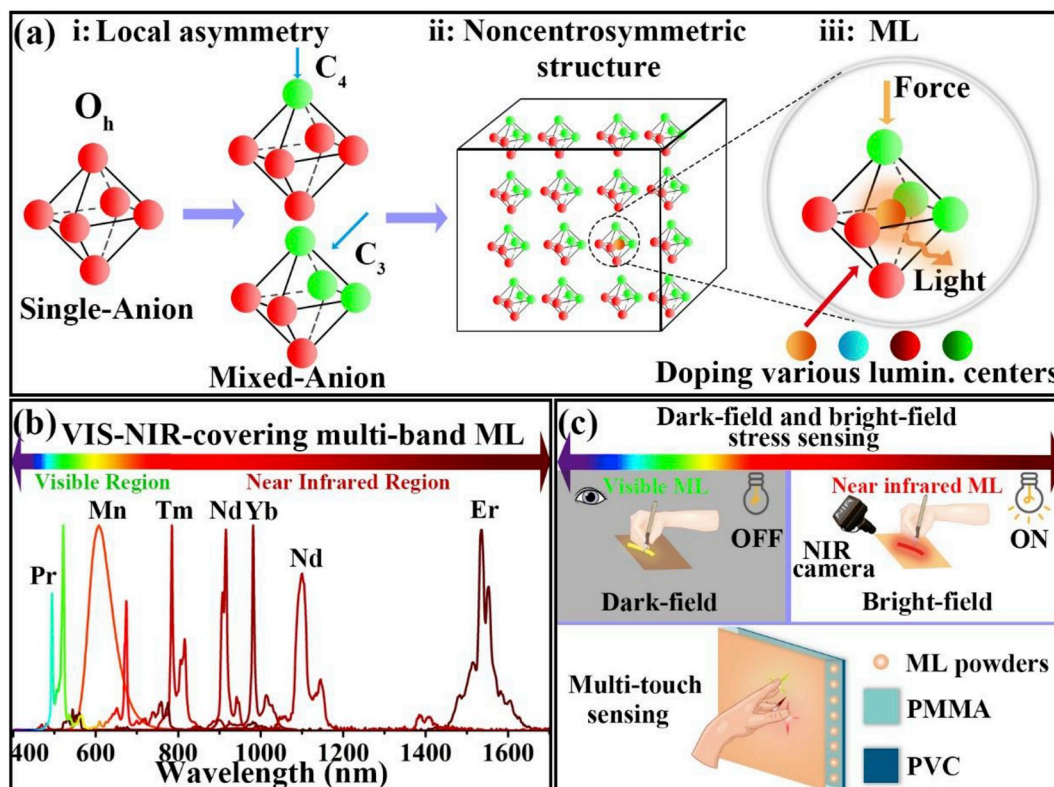 (a)
i: Local asymmetry
ii: Noncentrosymmetric
structure
iii: ML
Oh
C4
C3
Single-Anion
Mixed-Anion
Force
Light
Doping various lumin. centers
(b)
VIS-NIR-covering multi-band ML
Visible Region
Near Infrared Region
Pr
Mn
Tm
Nd
Yb
Nd
Er
400
600
800
1000
1200
1400
1600
Wavelength (nm)
(c)
Dark-field and bright-field
stress sensing
Visible ML
OFF
Dark-field
Near infrared ML
NIR
camera
ON
Bright-field
Multi-touch
sensing
ML powders
PMMA
PVC